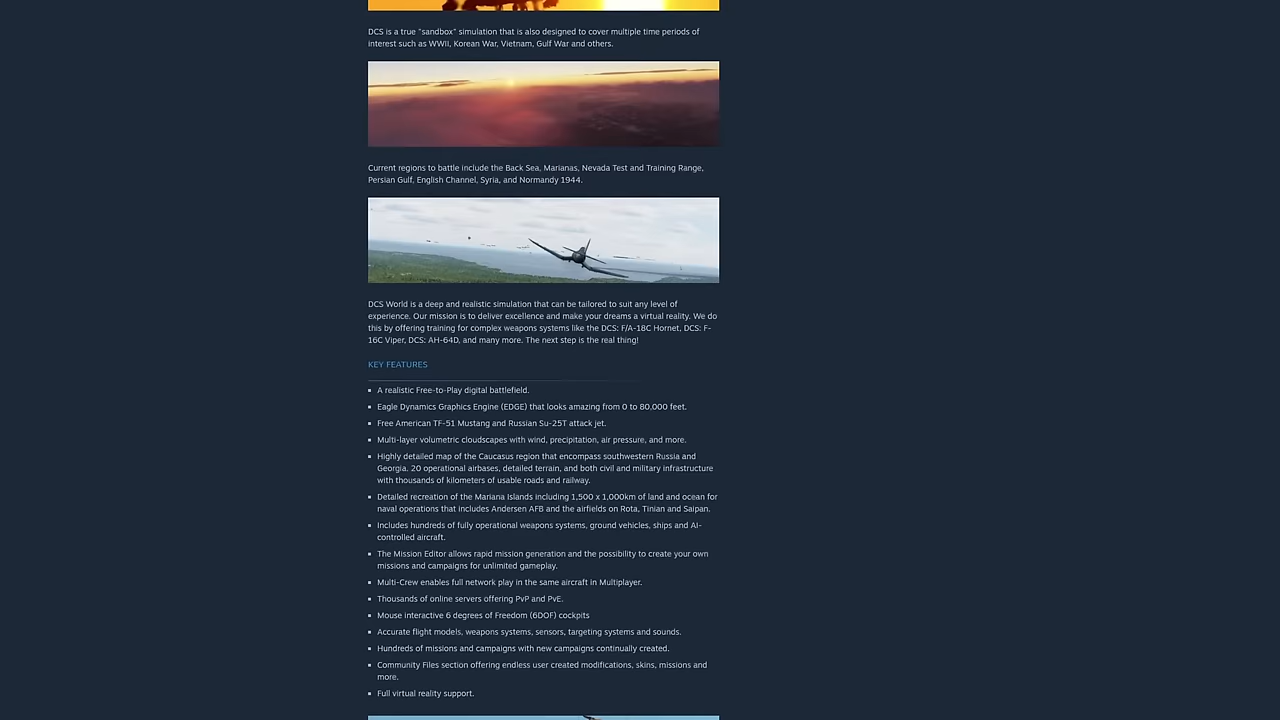 DCS is a true "sandbox" simulation that is also designed to cover multiple time periods of
interest such as WWII, Korean War, Vietnam, Gulf War and others.
Current regions to battle include the Back Sea, Marianas, Nevada Test and Training Range,
Persian Gulf, English Channel, Syria, and Normandy 1944.
DCS World is a deep and realistic simulation that can be tailored to suit any level of
experience. Our mission is to deliver excellence and make your dreams a virtual reality. We do
this by offering training for complex weapons systems like the DCS: F/A-18C Hornet, DCS: F-
16C Viper, DCS: AH-64D, and many more. The next step is the real thing!
KEY FEATURES
A realistic Free-to-Play digital battlefield.
Eagle Dynamics Graphics Engine (EDGE) that looks amazing from 0 to 80,000 feet.
Free American TF-51 Mustang and Russian Su-25T attack jet.
Multi-layer volumetric cloudscapes with wind, precipitation, air pressure, and more.
Highly detailed map of the Caucasus region that encompass southwestern Russia and
Georgia. 20 operational airbases, detailed terrain, and both civil and military infrastructure
with thousands of kilometers of usable roads and railway.
Detailed recreation of the Mariana Islands including 1,500 x 1,000km of land and ocean for
naval operations that includes Andersen AFB and the airfields on Rota, Tinian and Saipan.
Includes hundreds of fully operational weapons systems, ground vehicles, ships and AI-
controlled aircraft.
The Mission Editor allows rapid mission generation and the possibility to create your own
missions and campaigns for unlimited gameplay.
Multi-Crew enables full network play in the same aircraft in Multiplayer.
Thousands of online servers offering PvP and PvE.
Mouse interactive 6 degrees of Freedom (6DOF) cockpits
Accurate flight models, weapons systems, sensors, targeting systems and sounds.
Hundreds of missions and campaigns with new campaigns continually created.
Community Files section offering endless user created modifications, skins, missions and
more.
Full virtual reality support.